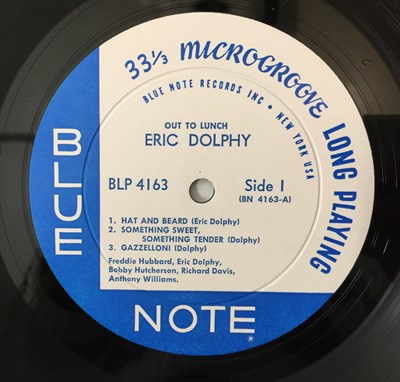 33⅓ MICROGROOVE LONG PLAYING
BLUE NOTE RECORDS INC • NEW YORK USA
OUT TO LUNCH
ERIC DOLPHY
BLP 4163
Side 1
(BN 4163-A)
1. HAT AND BEARD (Eric Dolphy)
2. SOMETHING SWEET,
SOMETHING TENDER (Dolphy)
3. GAZZELLONI (Dolphy)
Freddie Hubbard, Eric Dolphy,
Bobby Hutcherson, Richard Davis,
Anthony Williams.
BLUE
NOTE
®